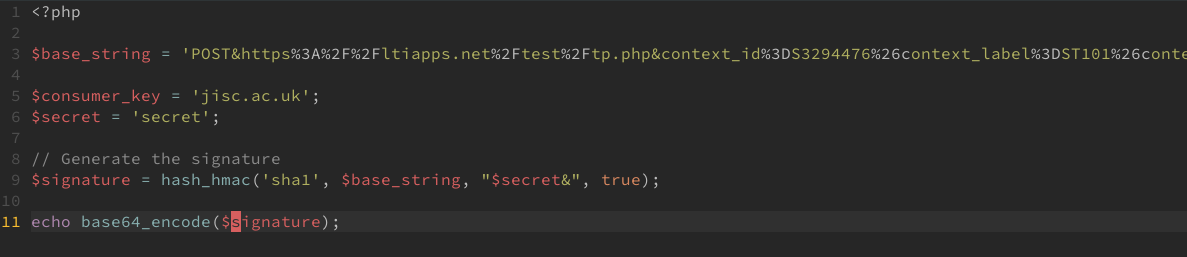 1 <?php
2
3 $base_string = 'POST&https%3A%2F%2Fltiapps.net%2Ftest%2Ftp.php&context_id%3DS3294476%26context_label%3DST101%26conte
4
5 $consumer_key = 'jisc.ac.uk';
6 $secret = 'secret';
7
8 // Generate the signature
9 $signature = hash_hmac('sha1', $base_string, "$secret&", true);
10
11 echo base64_encode($signature);